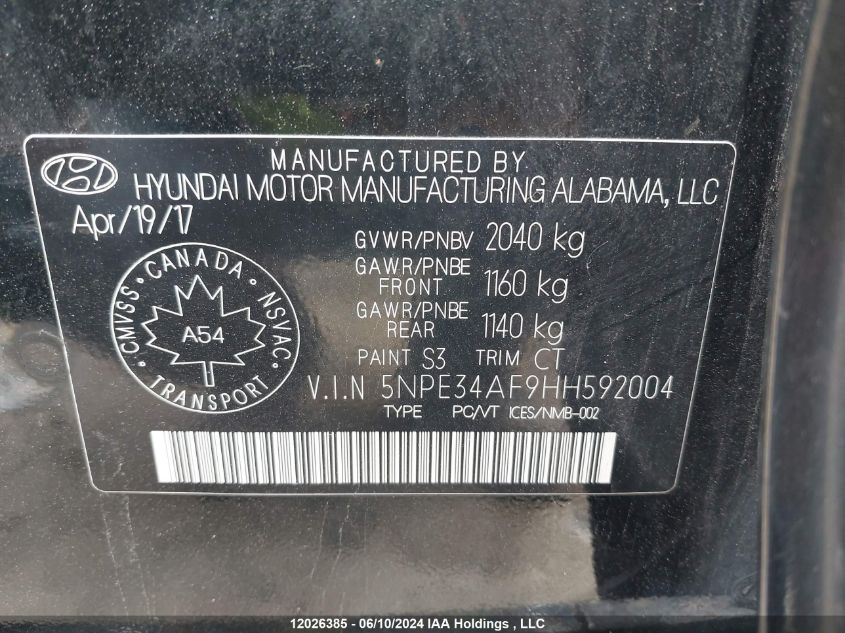 MANUFACTURED BY
HYUNDAI MOTOR MANUFACTURING ALABAMA, LLC
Apr/19/17
GVWR/PNBV 2040 kg
GAWR/PNBE
FRONT 1160 kg
GAWR/PNBE
REAR 1140 kg
PAINT S3 TRIM CT
V.I.N 5NPE34AF9HH592004
TYPE PC/VT ICES/NMB-002
CANADA
CMVSS · NSVAC
A54
TRANSPORT
12026385 - 06/10/2024 IAA Holdings , CTT